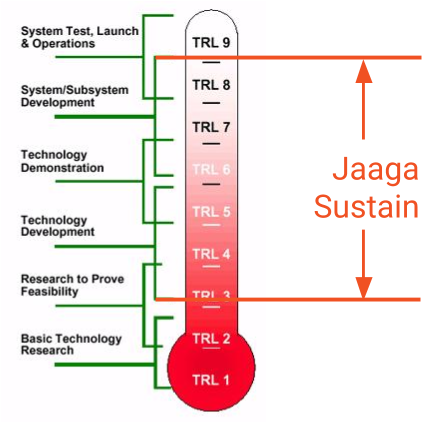 System Test, Launch
& Operations
System/Subsystem
Development
Technology
Demonstration
Technology
Development
Research to Prove
Feasibility
Basic Technology
Research
TRL 9
TRL 8
TRL 7
TRL 6
TRL 5
TRL 4
TRL 3
TRL 2
TRL 1
Jaaga
Sustain